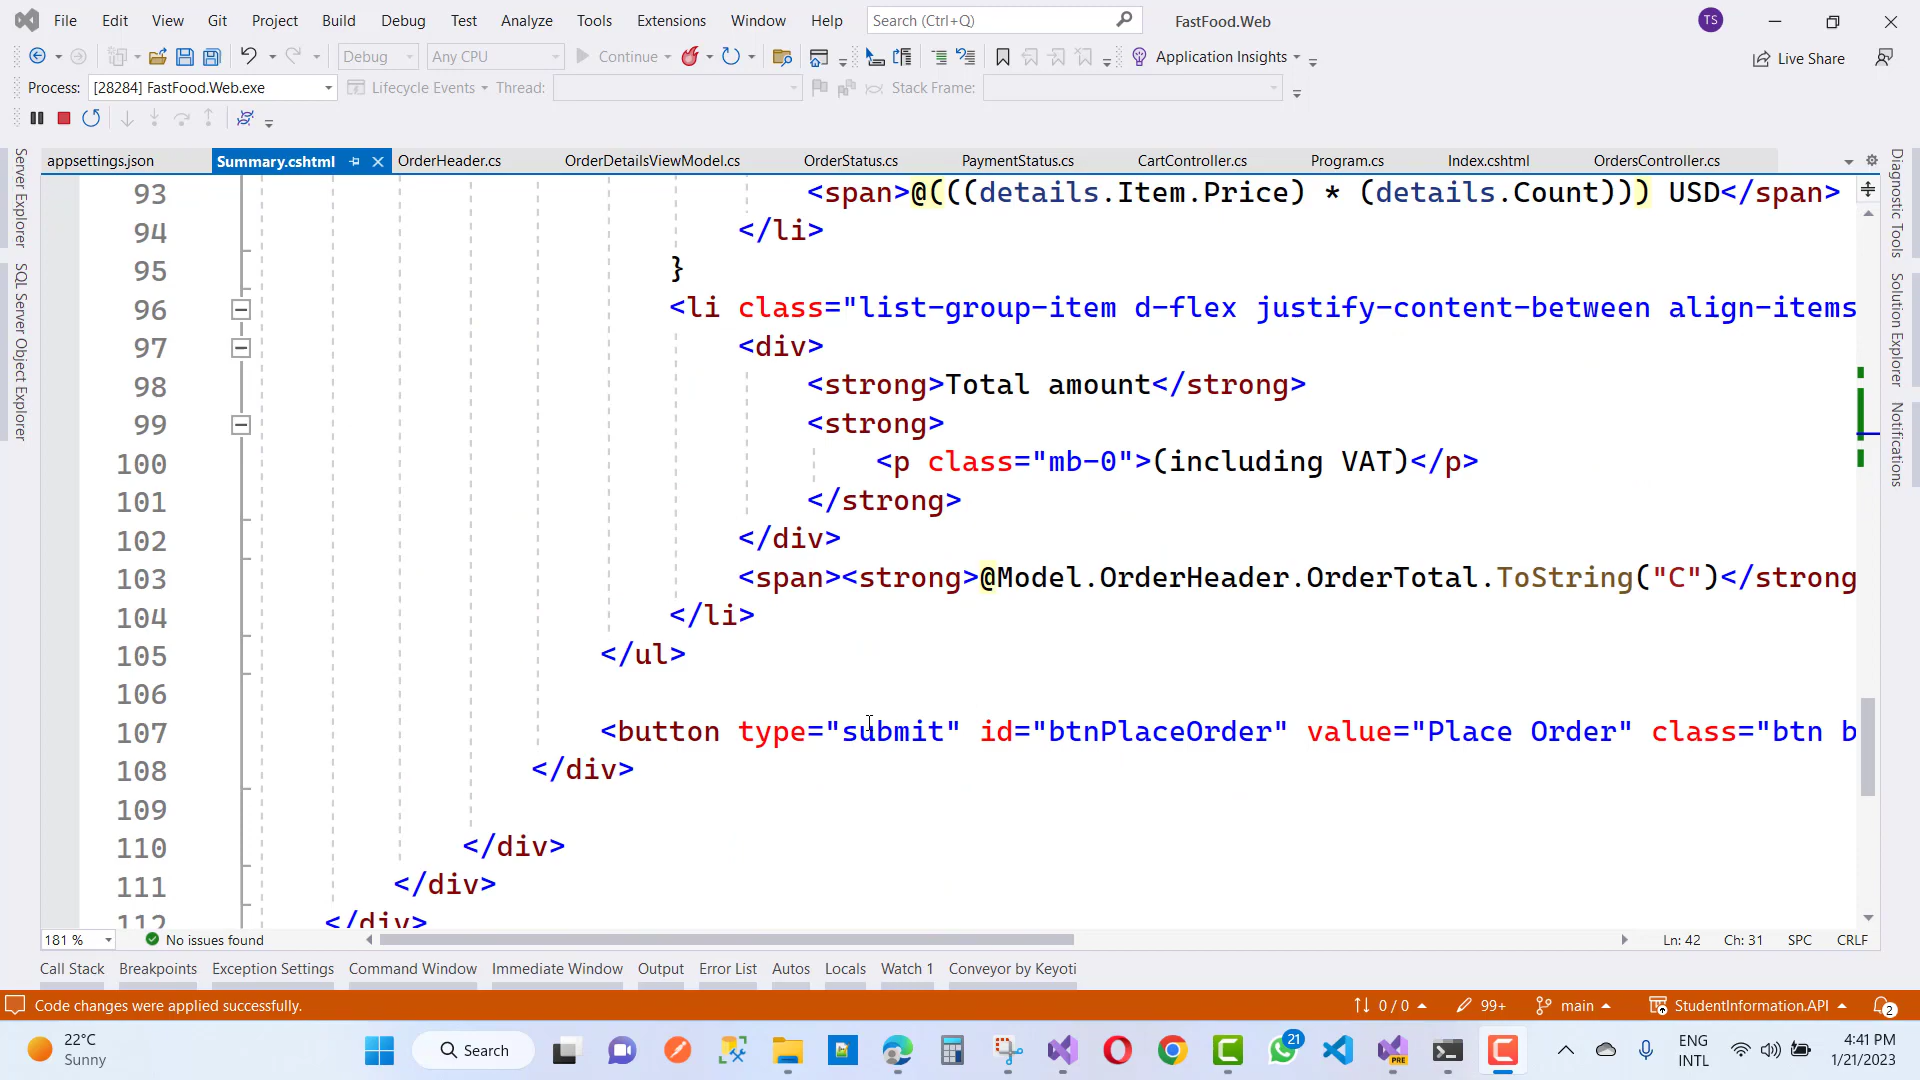 File Edit View Git Project Build Debug Test Analyze Tools Extensions Window Help Search (Ctrl+Q) FastFood.Web TS
Debug Any CPU Continue Application Insights Live Share
Process: [28284] FastFood.Web.exe Lifecycle Events Thread: Stack Frame:
appsettings.json Summary.cshtml OrderHeader.cs OrderDetailsViewModel.cs OrderStatus.cs PaymentStatus.cs CartController.cs Program.cs Index.cshtml OrdersController.cs
Server Explorer
SQL Server Object Explorer
93 <span>@(((details.Item.Price) * (details.Count))) USD</span>
94 </li>
95 }
96 <li class="list-group-item d-flex justify-content-between align-items
97 <div>
98 <strong>Total amount</strong>
99 <strong>
100 <p class="mb-0">(including VAT)</p>
101 </strong>
102 </div>
103 <span><strong>@Model.OrderHeader.OrderTotal.ToString("C")</strong
104 </li>
105 </ul>
106
107 <button type="submit" id="btnPlaceOrder" value="Place Order" class="btn b
108 </div>
109
110 </div>
111 </div>
112 </div>
Diagnostic Tools
Solution Explorer
Notifications
181 % No issues found Ln: 42 Ch: 31 SPC CRLF
Call Stack Breakpoints Exception Settings Command Window Immediate Window Output Error List Autos Locals Watch 1 Conveyor by Keyoti
Code changes were applied successfully. 0 / 0 99+ main StudentInformation.API 2
22°C
Sunny
Search
21
PRE
ENG
INTL
4:41 PM
1/21/2023